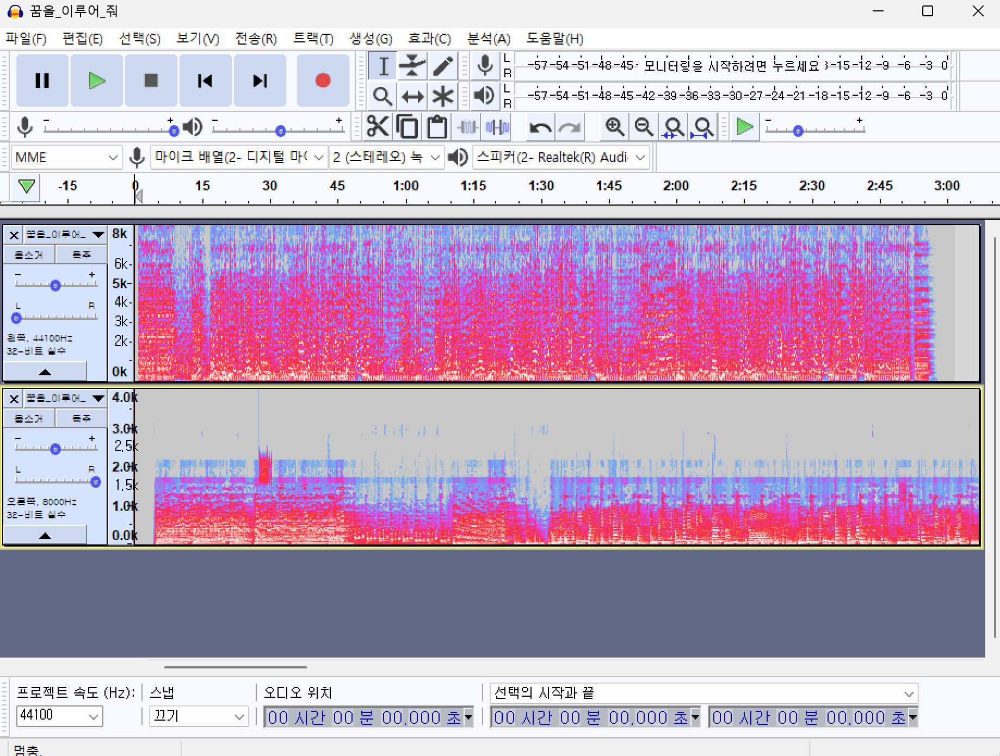 꿈을_이루어_줘
파일(F) 편집(E) 선택(S) 보기(V) 전송(R) 트랙(T) 생성(G) 효과(C) 분석(A) 도움말(H)
L R -57 -54 -51 -48 -45 모니터링을 시작하려면 누르세요 -15 -12 -9 -6 -3 0
L R -57 -54 -51 -48 -45 -42 -39 -36 -33 -30 -27 -24 -21 -18 -15 -12 -9 -6 -3 0
- + - + - +
MME 마이크 배열(2- 디지털 마이 2 (스테레오) 녹 스피커(2- Realtek(R) Audi
-15 0 15 30 45 1:00 1:15 1:30 1:45 2:00 2:15 2:30 2:45 3:00
꿈을_이루어_
음소거 독주
- +
L R
왼쪽, 44100Hz
32-비트 실수
8k
6k
5k
4k
3k
2k
0k
꿈을_이루어_
음소거 독주
- +
L R
오른쪽, 8000Hz
32-비트 실수
4.0k
3.0k
2,5k
2.0k
1,5k
1.0k
0.0k
프로젝트 속도 (Hz): 스냅 오디오 위치 선택의 시작과 끝
44100 끄기 00 시간 00 분 00.000 초 00 시간 00 분 00.000 초 00 시간 00 분 00.000 초
멈춤.